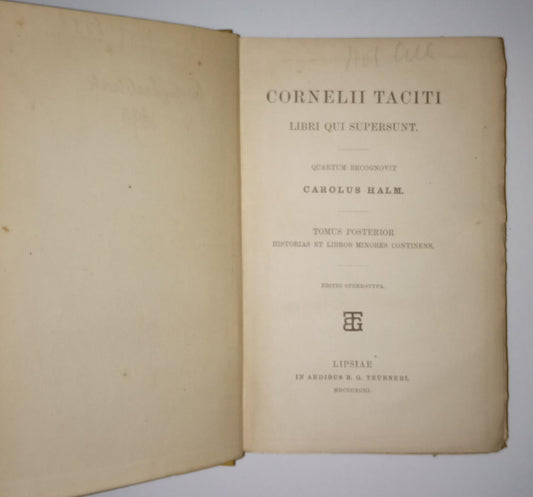 CORNELII TACITI
LIBRI QUI SUPERSUNT.
QUARTUM RECOGNOVIT
CAROLUS HALM.
TOMUS POSTERIOR
HISTORIAS ET LIBROS MINORES CONTINENS.
EDITIO STEREOTYPA.
BTG
LIPSIAE
IN AEDIBUS B. G. TEUBNERI.